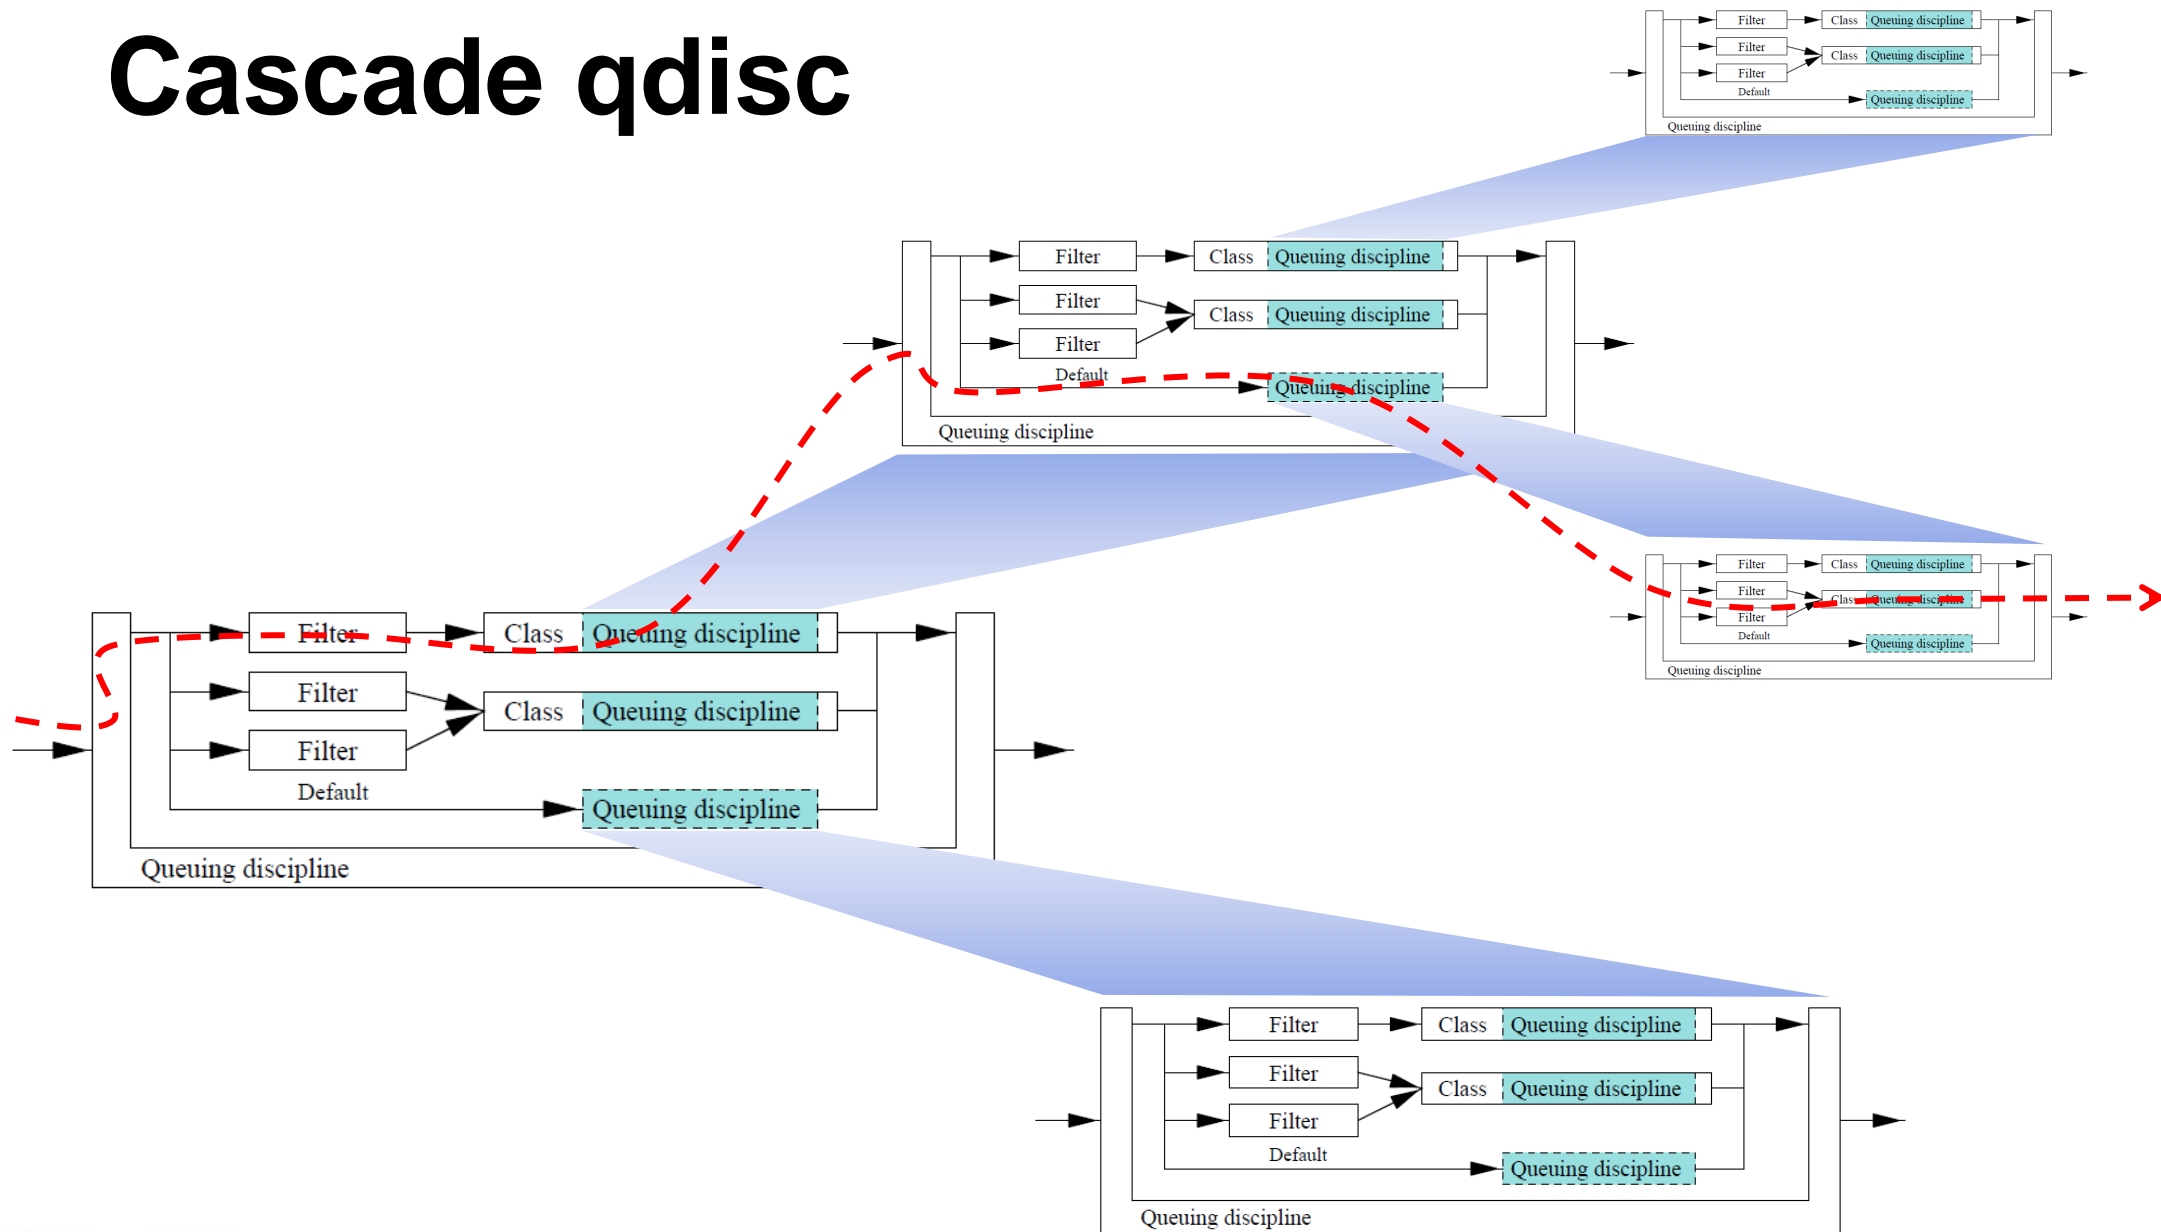 Cascade qdisc
Filter Class Queuing discipline
Filter
Class Queuing discipline
Filter
Default
Queuing discipline
Queuing discipline
Filter Class Queuing discipline
Filter
Class Queuing discipline
Filter
Default
Queuing discipline
Queuing discipline
Filter Class Queuing discipline
Filter
Class Queuing discipline
Filter
Default
Queuing discipline
Queuing discipline
Filter Class Queuing discipline
Filter
Class Queuing discipline
Filter
Default
Queuing discipline
Queuing discipline
Filter Class Queuing discipline
Filter
Class Queuing discipline
Filter
Default
Queuing discipline
Queuing discipline